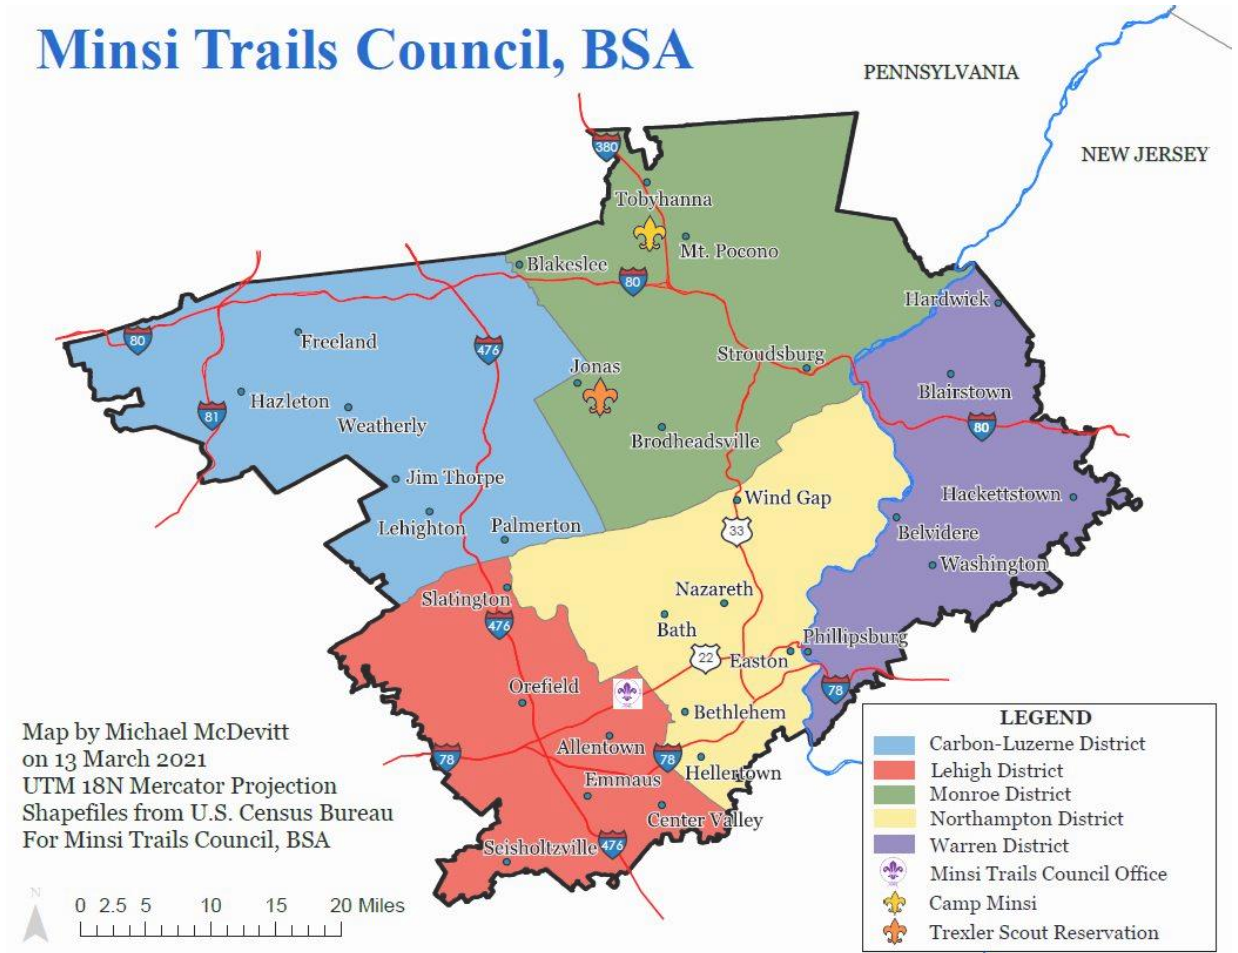 Minsi Trails Council, BSA
PENNSYLVANIA
NEW JERSEY
380
Tobyhanna
Mt. Pocono
Blakeslee
80
Hardwick
80
Freeland
476
Stroudsburg
Jonas
Blairstown
Hazleton
81
Weatherly
80
Brodheadsville
Jim Thorpe
Wind Gap
Hackettstown
Lehighton
Palmerton
33
Belvidere
Washington
Slatington
Nazareth
476
Bath
Phillipsburg
22
Easton
Orefield
78
Bethlehem
Allentown
78
78
Hellertown
Emmaus
Center Valley
Seisholtzville
476
Map by Michael McDevitt
on 13 March 2021
UTM 18N Mercator Projection
Shapefiles from U.S. Census Bureau
For Minsi Trails Council, BSA
N
0 2.5 5 10 15 20 Miles
LEGEND
Carbon-Luzerne District
Lehigh District
Monroe District
Northampton District
Warren District
Minsi Trails Council Office
Camp Minsi
Trexler Scout Reservation